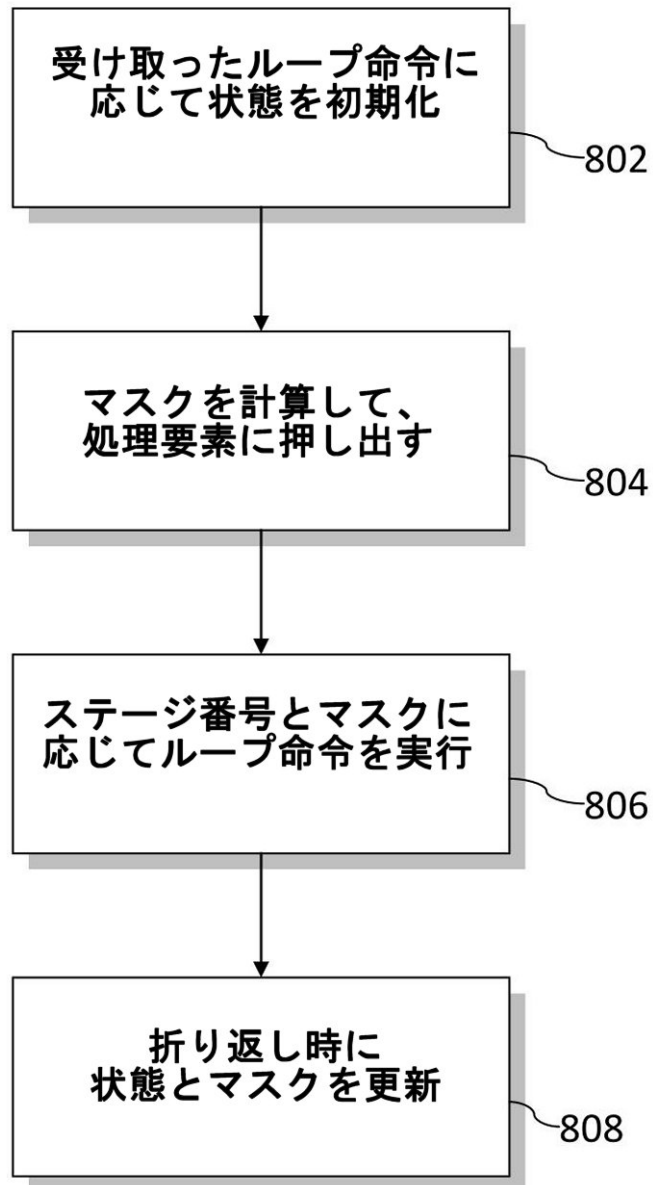 受け取ったループ命令に
応じて状態を初期化
802
マスクを計算して、
処理要素に押し出す
804
ステージ番号とマスクに
応じてループ命令を実行
806
折り返し時に
状態とマスクを更新
808